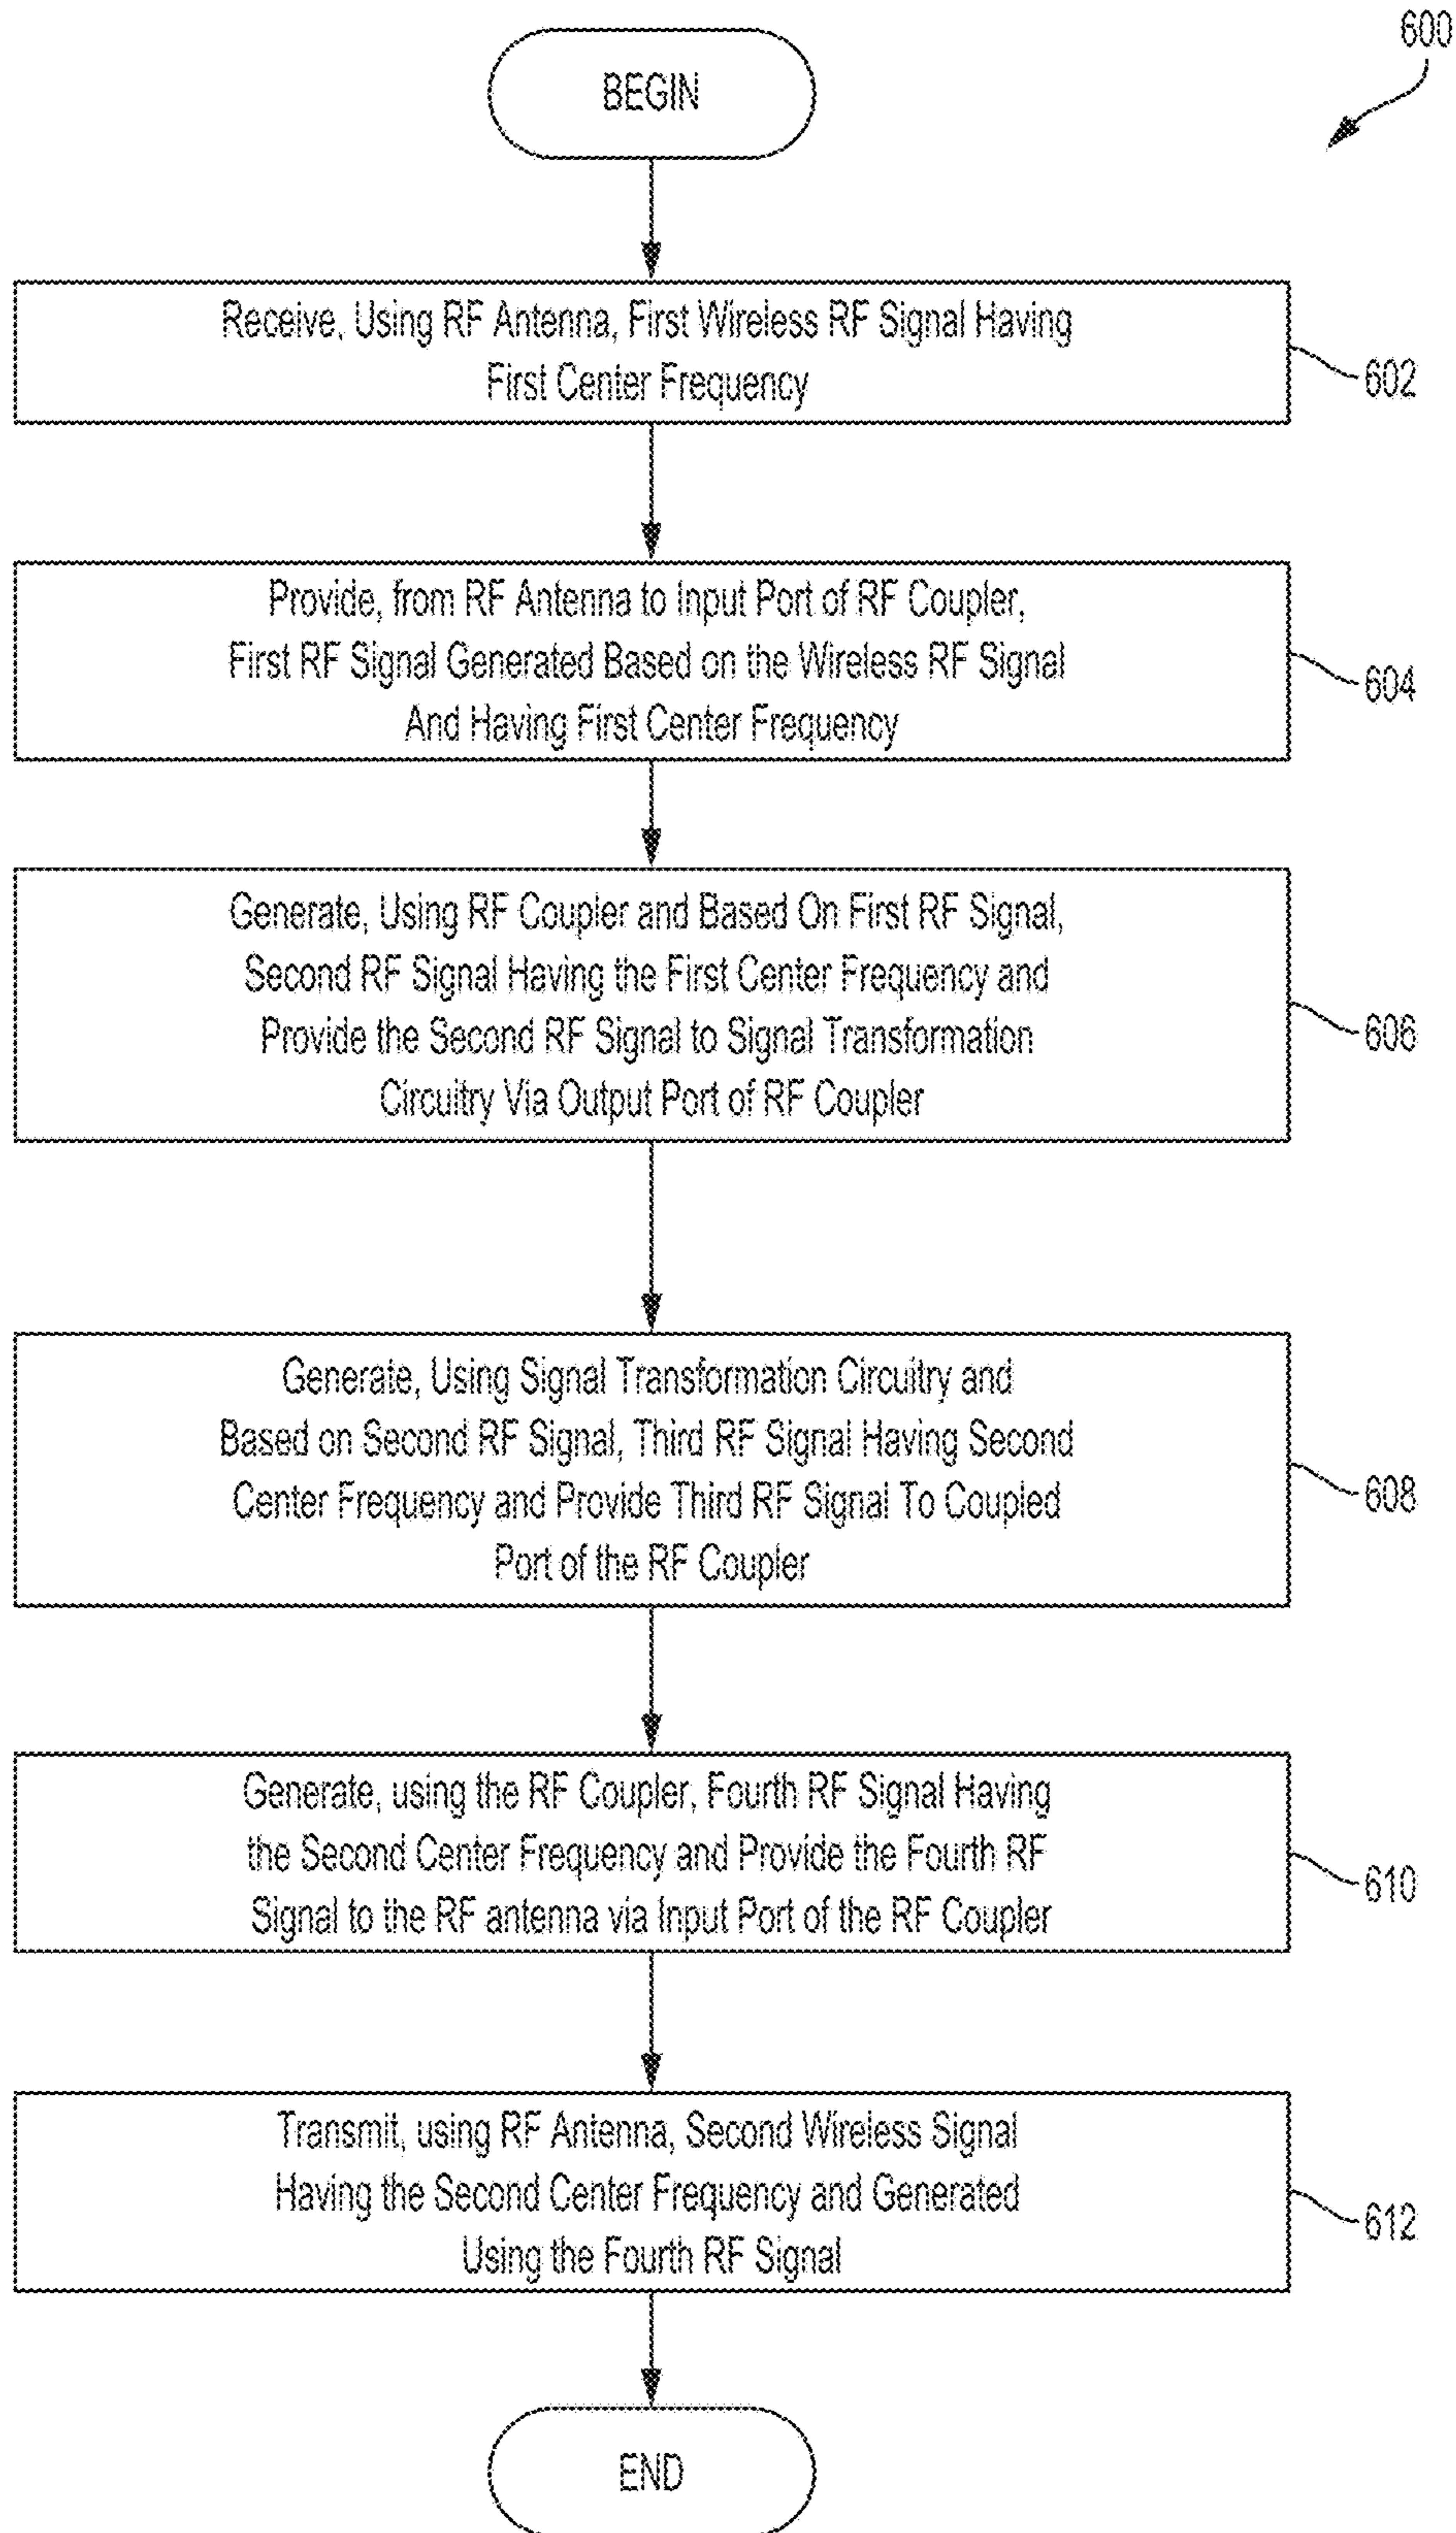 600
BEGIN
Receive, Using RF Antenna, First Wireless RF Signal Having
First Center Frequency
602
Provide, from RF Antenna to Input Port of RF Coupler,
First RF Signal Generated Based on the Wireless RF Signal
And Having First Center Frequency
604
Generate, Using RF Coupler and Based On First RF Signal,
Second RF Signal Having the First Center Frequency and
Provide the Second RF Signal to Signal Transformation
Circuitry Via Output Port of RF Coupler
606
Generate, Using Signal Transformation Circuitry and
Based on Second RF Signal, Third RF Signal Having Second
Center Frequency and Provide Third RF Signal To Coupled
Port of the RF Coupler
608
Generate, using the RF Coupler, Fourth RF Signal Having
the Second Center Frequency and Provide the Fourth RF
Signal to the RF antenna via Input Port of the RF Coupler
610
Transmit, using RF Antenna, Second Wireless Signal
Having the Second Center Frequency and Generated
Using the Fourth RF Signal
612
END